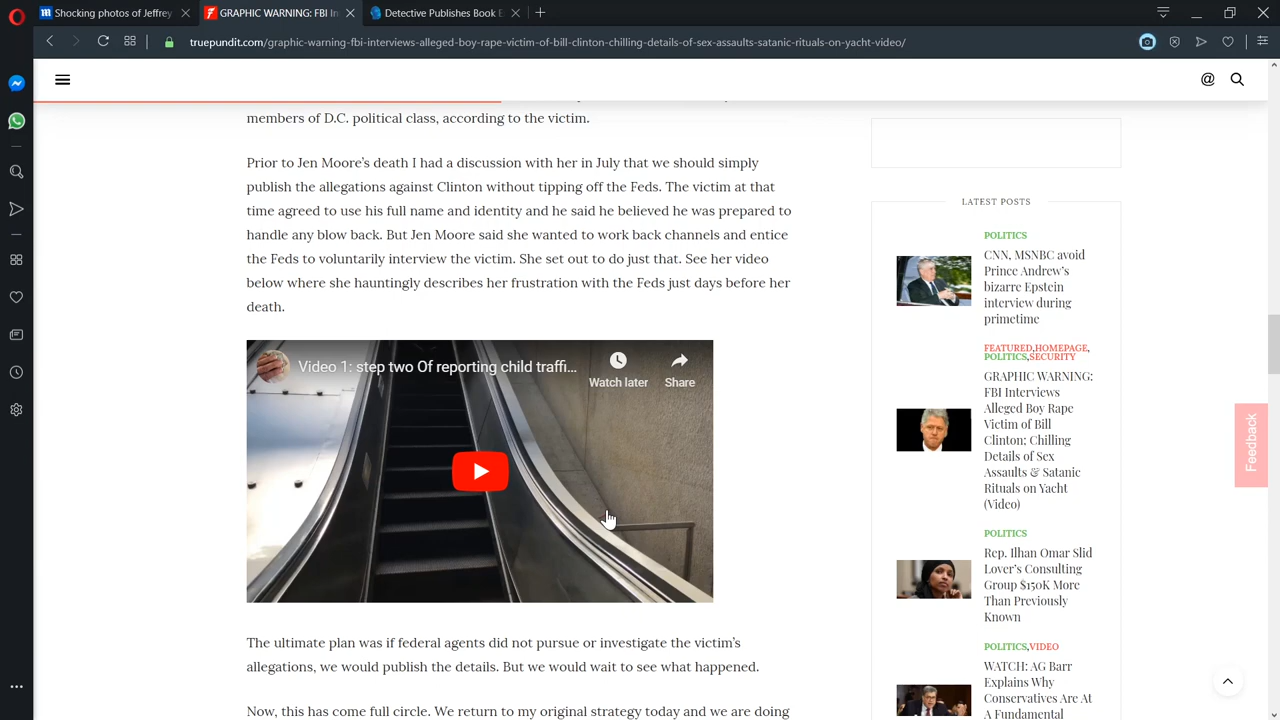 Shocking photos of Jeffrey
GRAPHIC WARNING: FBI In
Detective Publishes Book E
truepundit.com/graphic-warning-fbi-interviews-alleged-boy-rape-victim-of-bill-clinton-chilling-details-of-sex-assaults-satanic-rituals-on-yacht-video/
members of D.C. political class, according to the victim.
Prior to Jen Moore's death I had a discussion with her in July that we should simply
publish the allegations against Clinton without tipping off the Feds. The victim at that
time agreed to use his full name and identity and he said he believed he was prepared to
handle any blow back. But Jen Moore said she wanted to work back channels and entice
the Feds to voluntarily interview the victim. She set out to do just that. See her video
below where she hauntingly describes her frustration with the Feds just days before her
death.
Video 1: step two Of reporting child traffi...
Watch later
Share
The ultimate plan was if federal agents did not pursue or investigate the victim's
allegations, we would publish the details. But we would wait to see what happened.
Now, this has come full circle. We return to my original strategy today and we are doing
LATEST POSTS
POLITICS
CNN, MSNBC avoid
Prince Andrew's
bizarre Epstein
interview during
primetime
FEATURED,HOMEPAGE,
POLITICS,SECURITY
GRAPHIC WARNING:
FBI Interviews
Alleged Boy Rape
Victim of Bill
Clinton; Chilling
Details of Sex
Assaults & Satanic
Rituals on Yacht
(Video)
POLITICS
Rep. Ilhan Omar Slid
Lover's Consulting
Group $150K More
Than Previously
Known
POLITICS,VIDEO
WATCH: AG Barr
Explains Why
Conservatives Are At
A Fundamental
Feedback